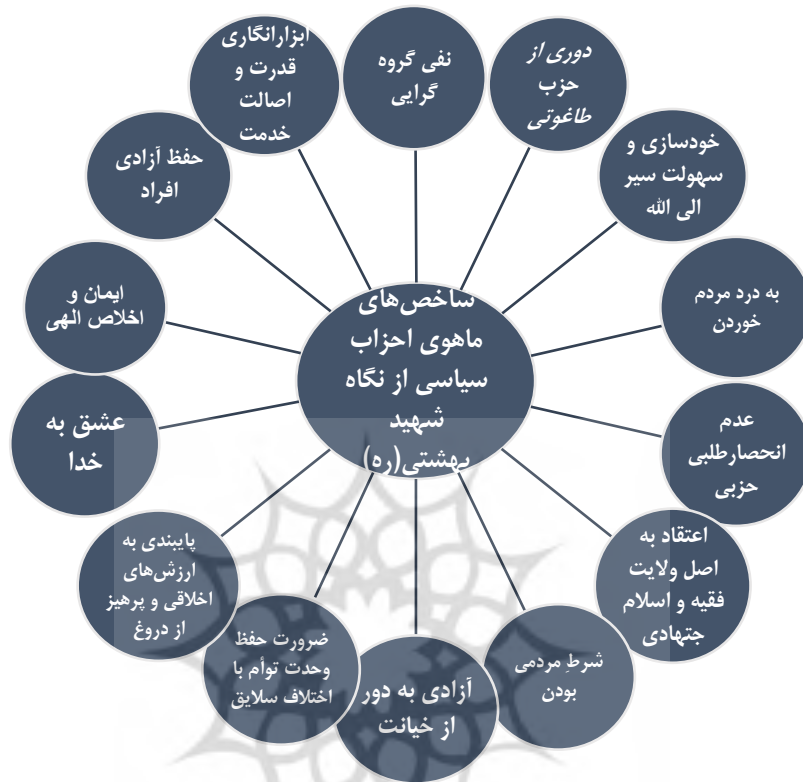 شاخص‌های
ماهوی احزاب
سیاسی از نگاه
شهید
بهشتی(ره)
نفی گروه
گرایی
دوری از
حزب
طاغوتی
خودسازی و
سهولت سیر
الی الله
به درد مردم
خوردن
عدم
انحصارطلبی
حزبی
اعتقاد به
اصل ولایت
فقیه و اسلام
جتهادی
شرطِ مردمی
بودن
آزادی به دور
از خیانت
ضرورت حفظ
وحدت توأم با
اختلاف سلایق
پایبندی به
ارزش‌های
اخلاقی و پرهیز
از دروغ
عشق به
خدا
ایمان و
اخلاص الهی
حفظ آزادی
افراد
ابزارانگاری
قدرت و
اصالت
خدمت